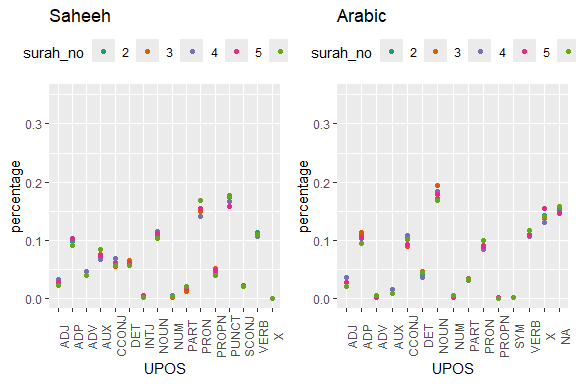 Saheeh
surah_no 2 3 4 5
percentage
0.3
0.2
0.1
0.0
ADJ ADP ADV AUX CCONJ DET INTJ NOUN NUM PART PRON PROPN PUNCT SCONJ VERB X
UPOS
Arabic
surah_no 2 3 4 5
percentage
0.3
0.2
0.1
0.0
ADJ ADP ADV AUX CCONJ DET NOUN NUM PART PRON PROPN SYM VERB X NA
UPOS